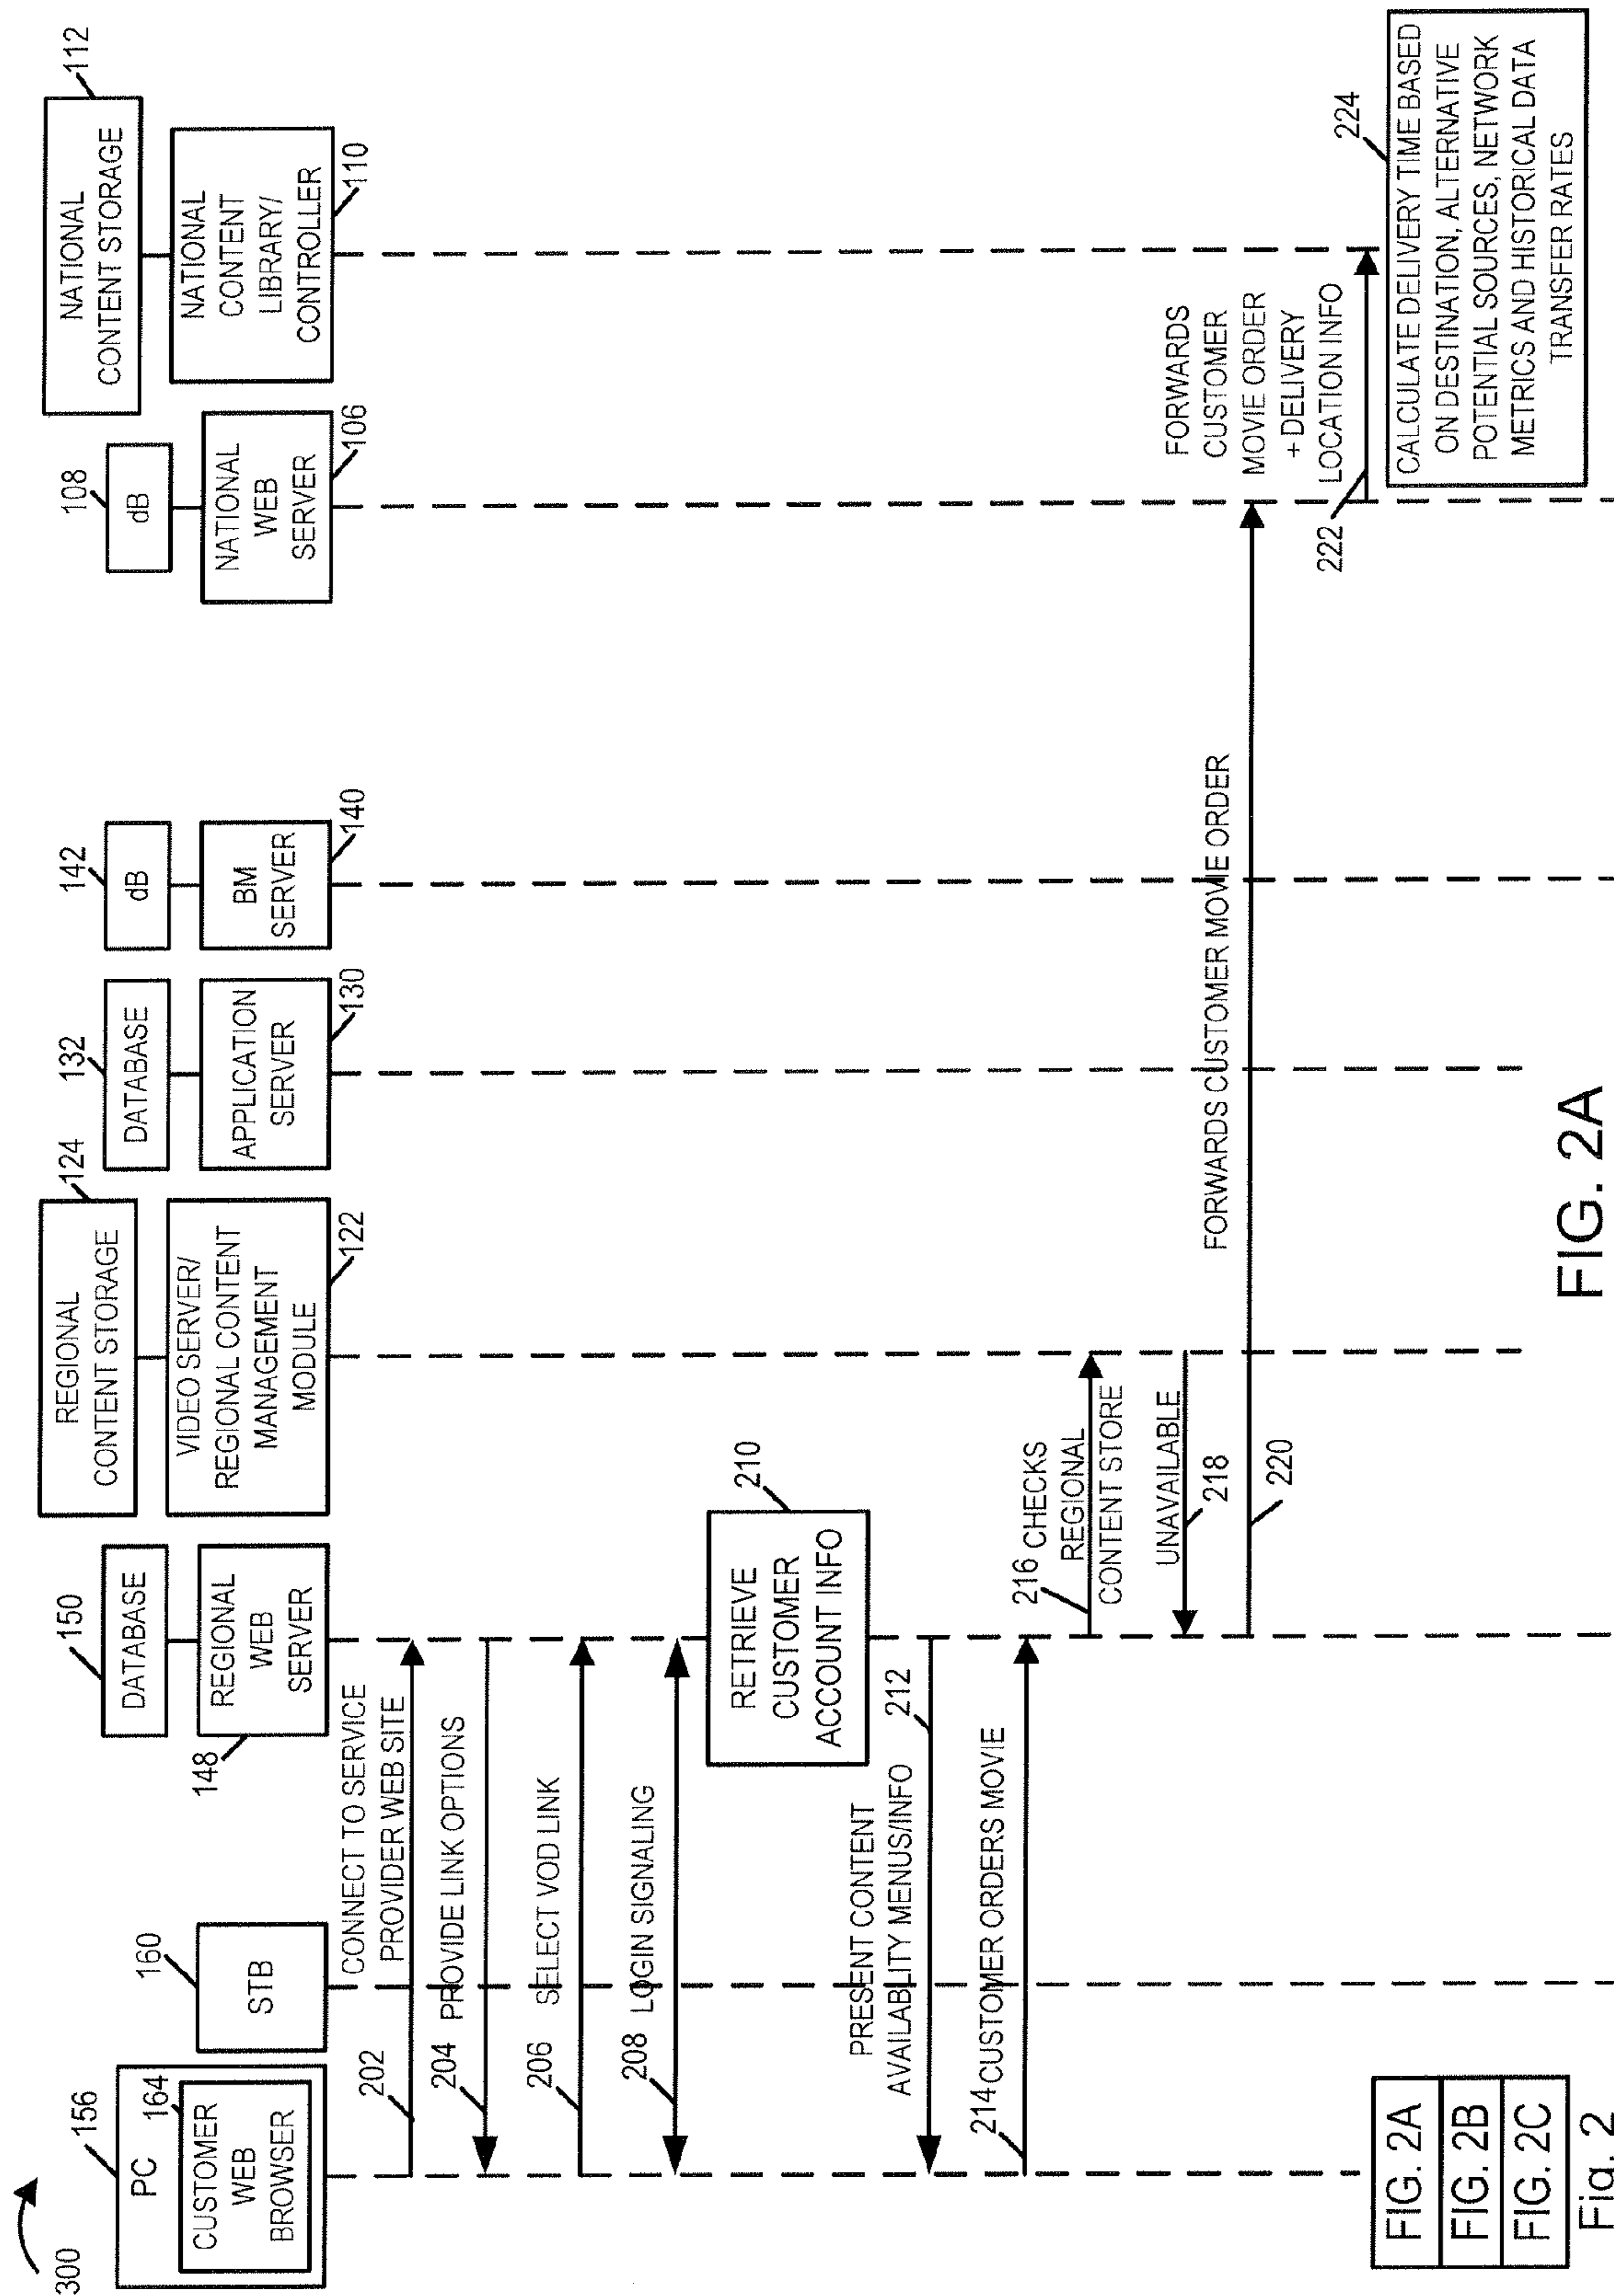 300
PC
156
164
CUSTOMER
WEB
BROWSER
160
STB
150
DATABASE
REGIONAL
WEB
SERVER
148
124
REGIONAL
CONTENT STORAGE
VIDEO SERVER/
REGIONAL CONTENT
MANAGEMENT
MODULE
122
132
DATABASE
APPLICATION
SERVER
130
142
dB
BM
SERVER
140
108
dB
NATIONAL
WEB
SERVER
106
112
NATIONAL
CONTENT STORAGE
NATIONAL
CONTENT
LIBRARY/
CONTROLLER
110
CONNECT TO SERVICE
PROVIDER WEB SITE
202
204
PROVIDE LINK OPTIONS
206
SELECT VOD LINK
208
LOGIN SIGNALING
210
RETRIEVE
CUSTOMER
ACCOUNT INFO
PRESENT CONTENT
AVAILABLITY MENUS/INFO
212
214
CUSTOMER ORDERS MOVIE
216
CHECKS
REGIONAL
CONTENT STORE
UNAVAILABLE
218
220
FORWARDS CUSTOMER MOVIE ORDER
FORWARDS
CUSTOMER
MOVIE ORDER
+ DELIVERY
LOCATION INFO
222
224
CALCULATE DELIVERY TIME BASED
ON DESTINATION, ALTERNATIVE
POTENTIAL SOURCES, NETWORK
METRICS AND HISTORICAL DATA
TRANSFER RATES
FIG. 2A
FIG. 2B
FIG. 2C
Fig. 2
FIG. 2A